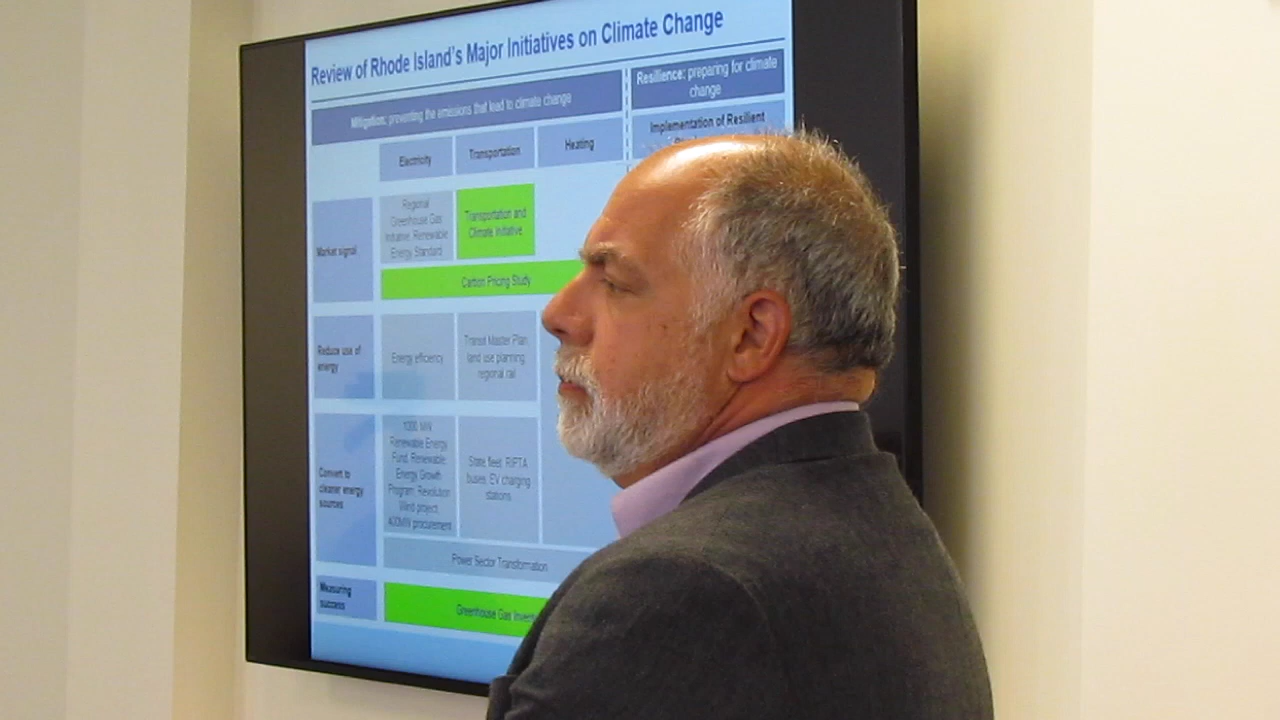 Review of Rhode Island's Major Initiatives on Climate Change
Mitigation: preventing the emissions that lead to climate change
Resilience: preparing for climate
change
Electricity
Transportation
Heating
Implementation of Resilient
Market signal
Regional
Greenhouse Gas
Initiative; Renewable
Energy Standard
Transportation and
Climate Initiative
Carbon Pricing Study
Reduce use of
energy
Energy efficiency
Transit Master Plan,
land use planning,
regional rail
Convert to
cleaner energy
sources
1000 MW
Renewable Energy
Fund, Renewable
Energy Growth
Program, Revolution
Wind project,
400MW procurement
State fleet, RIPTA
buses, EV charging
stations
Power Sector Transformation
Measuring
success
Greenhouse Gas